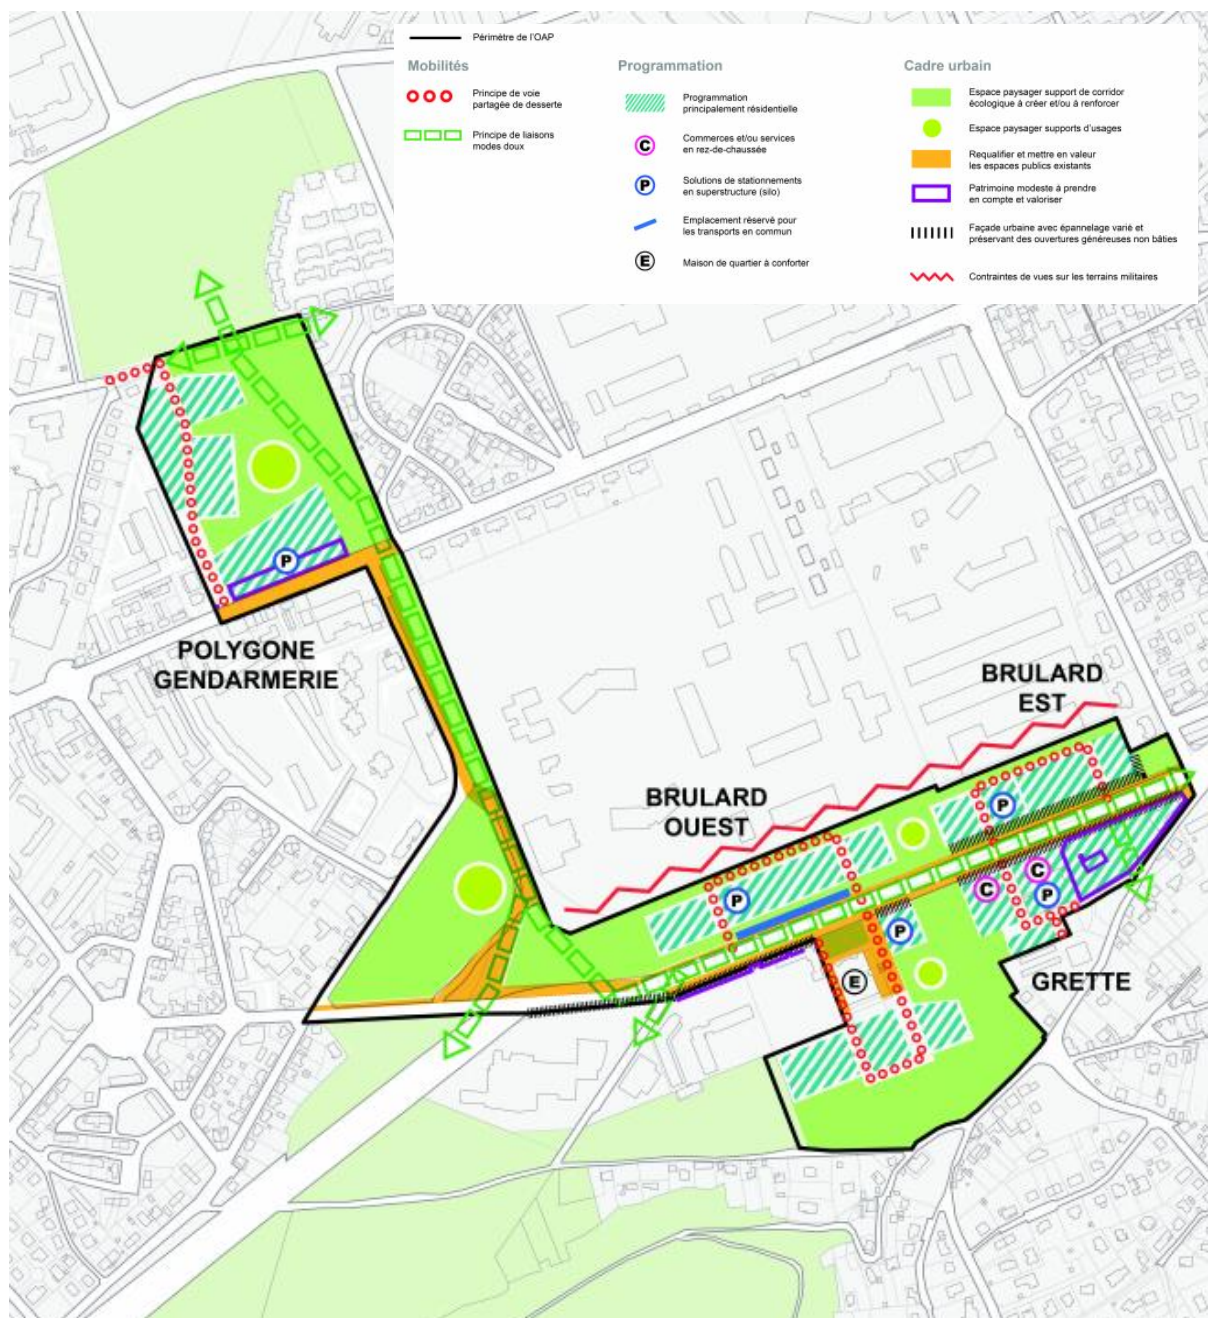 Périmètre de l'OAP
Mobilités
Principe de voie
partagée de desserte
Principe de liaisons
modes doux
Programmation
Programmation
principalement résidentielle
C
Commerces et/ou services
en rez-de-chaussée
P
Solutions de stationnements
en superstructure (silo)
Emplacement réservé pour
les transports en commun
E
Maison de quartier à conforter
Cadre urbain
Espace paysager support de corridor
écologique à créer et/ou à renforcer
Espace paysager supports d'usages
Requalifier et mettre en valeur
les espaces publics existants
Patrimoine modeste à prendre
en compte et valoriser
Façade urbaine avec épannelage varié et
préservant des ouvertures généreuses non bâties
Contraintes de vues sur les terrains militaires
P
POLYGONE
GENDARMERIE
BRULARD
EST
BRULARD
OUEST
P
P
C
C
P
P
E
GRETTE